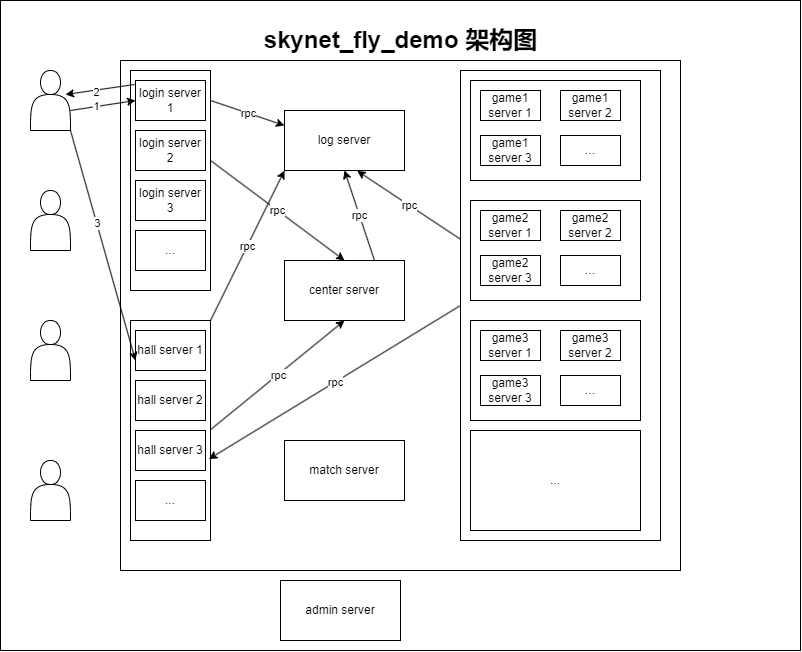 skynet_fly_demo 架构图
2
1
3
login server
1
login server
2
login server
3
...
hall server 1
hall server 2
hall server 3
...
rpc
rpc
rpc
rpc
rpc
rpc
rpc
log server
center server
match server
game1
server 1
game1
server 2
game1
server 3
...
game2
server 1
game2
server 2
game2
server 3
...
game3
server 1
game3
server 2
game3
server 3
...
...
admin server